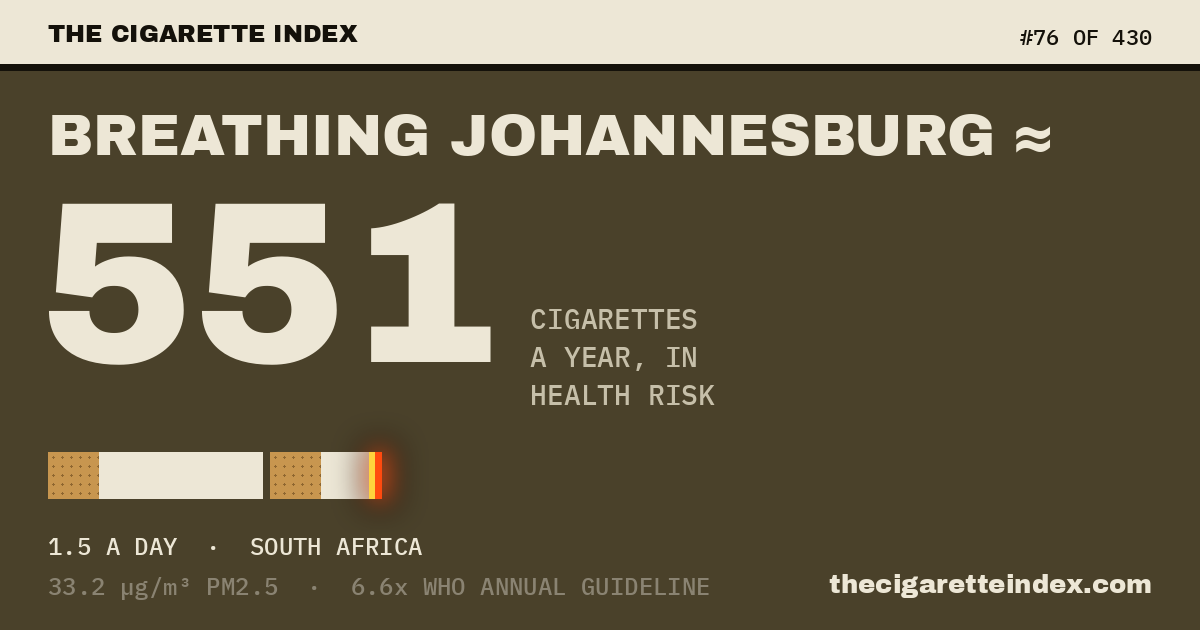 THE CIGARETTE INDEX
#76 OF 430
BREATHING JOHANNESBURG ≈
551
CIGARETTES
A YEAR, IN
HEALTH RISK
1.5 A DAY · SOUTH AFRICA
33.2 µg/m³ PM2.5 · 6.6x WHO ANNUAL GUIDELINE
thecigaretteindex.com